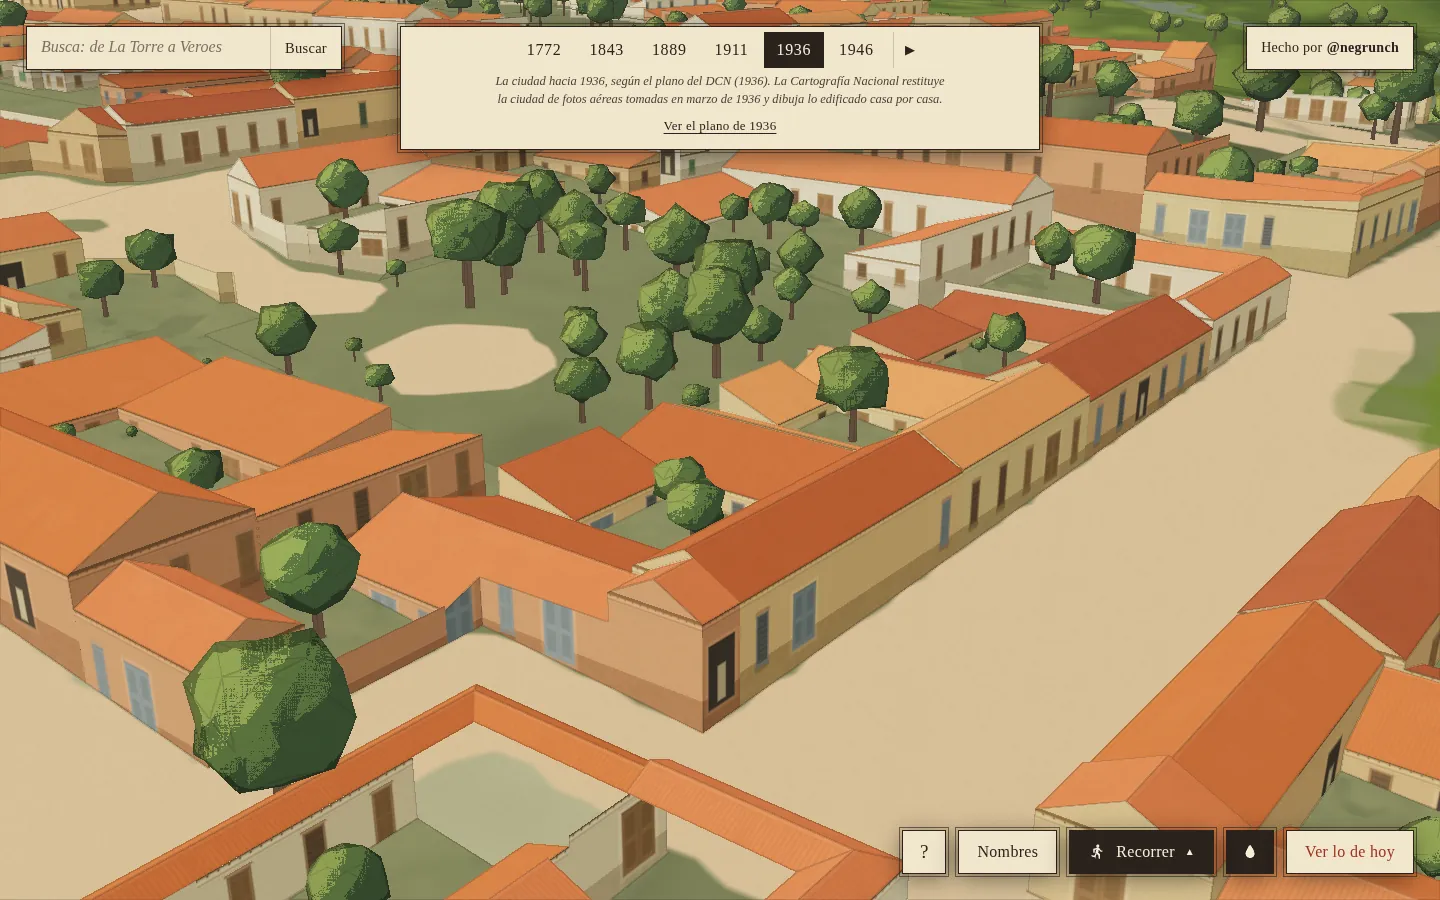 Busca: de La Torre a Veroes
Buscar
1772 1843 1889 1911 1936 1946
La ciudad hacia 1936, según el plano del DCN (1936). La Cartografía Nacional restituye
la ciudad de fotos aéreas tomadas en marzo de 1936 y dibuja lo edificado casa por casa.
Ver el plano de 1936
Hecho por @negrunch
?
Nombres
Recorrer
Ver lo de hoy